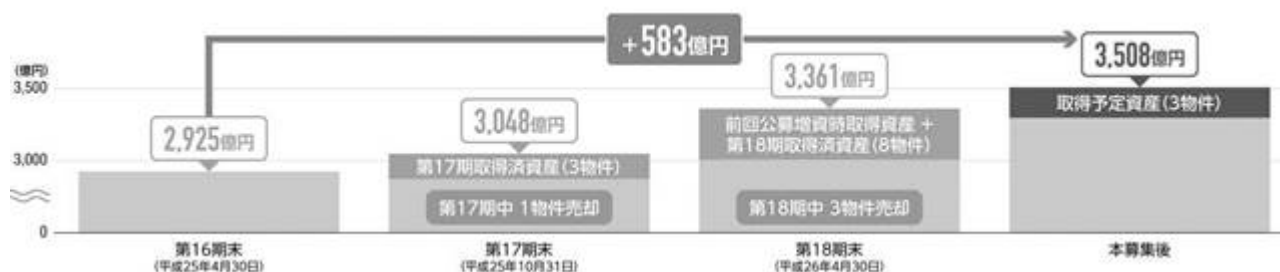 +583億円
(億円)
3,500
3,000
0
2,925億円
3,048億円
3,361億円
3,508億円
第17期取得済資産(3物件)
第17期中 1物件売却
前回公募増資時取得資産 +
第18期取得済資産(8物件)
第18期中 3物件売却
取得予定資産(3物件)
第16期末
(平成25年4月30日)
第17期末
(平成25年10月31日)
第18期末
(平成26年4月30日)
本募集後